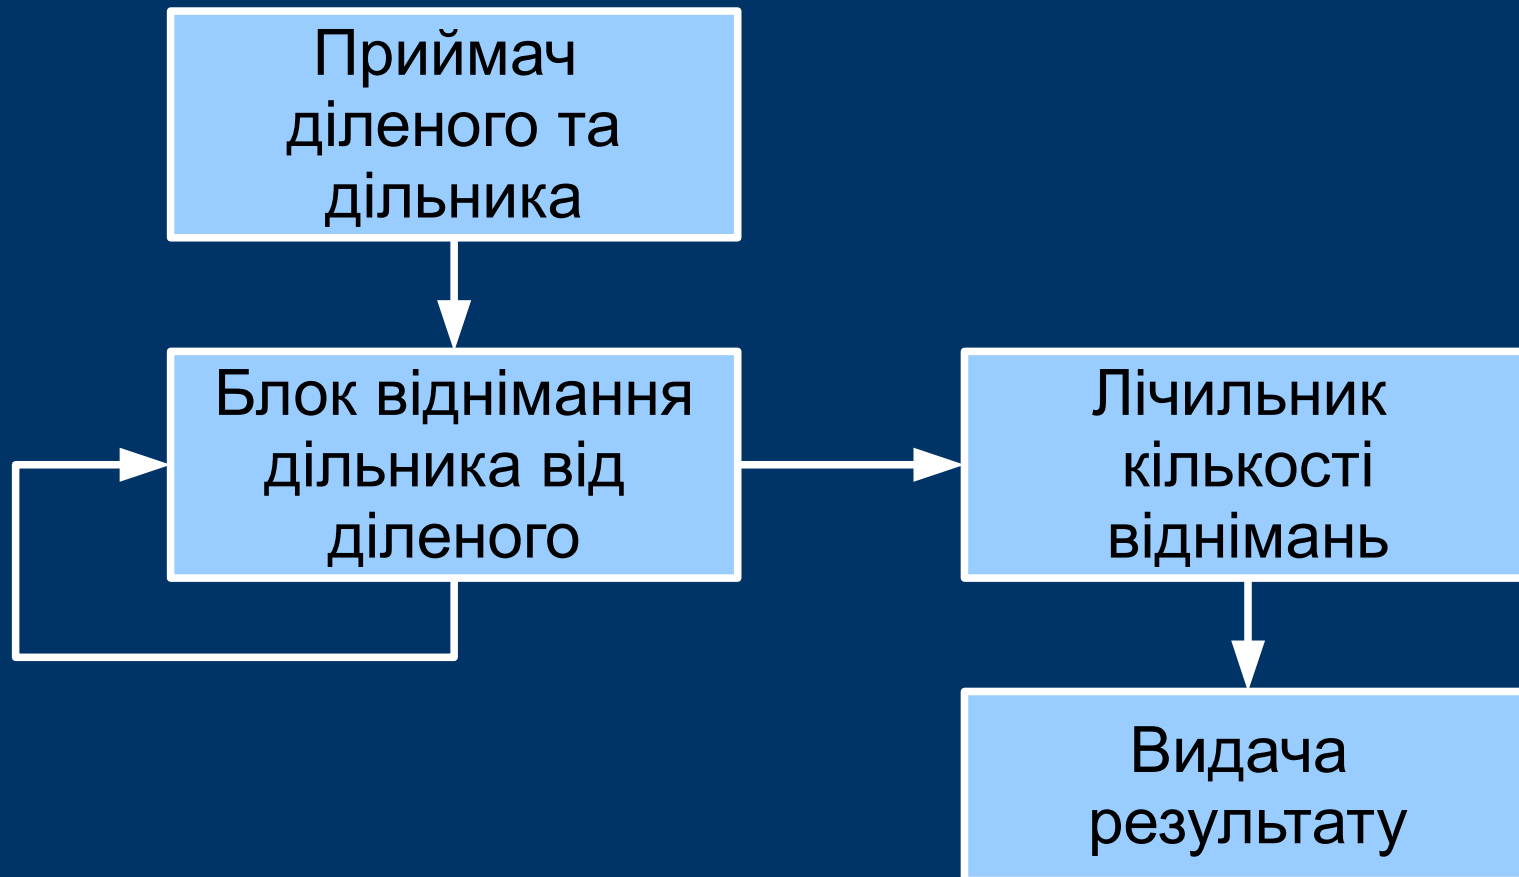 Приймач
діленого та
дільника
Блок віднімання
дільника від
діленого
Лічильник
кількості
віднімань
Видача
результату